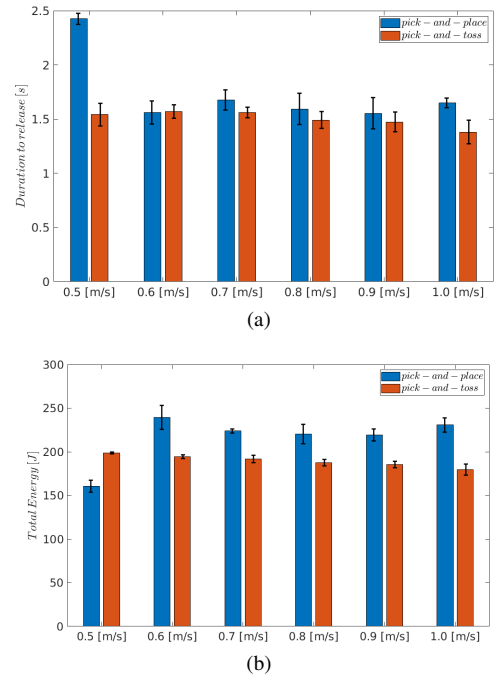 2.5
2
1.5
1
0.5
0
Duration to release [s]
pick - and - place
pick - and - toss
0.5 [m/s] 0.6 [m/s] 0.7 [m/s] 0.8 [m/s] 0.9 [m/s] 1.0 [m/s]
(a)
300
250
200
150
100
50
0
Total Energy [J]
pick - and - place
pick - and - toss
0.5 [m/s] 0.6 [m/s] 0.7 [m/s] 0.8 [m/s] 0.9 [m/s] 1.0 [m/s]
(b)